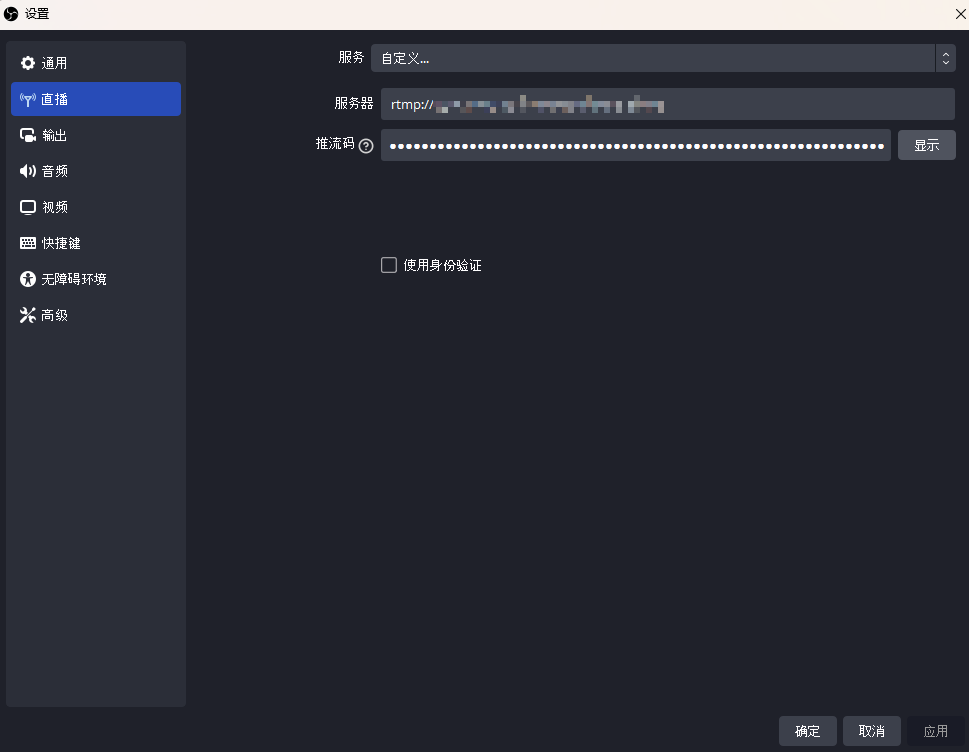 设置
通用
直播
输出
音频
视频
快捷键
无障碍环境
高级
服务 自定义...
服务器 rtmp://
推流码 ? 显示
使用身份验证
确定 取消 应用